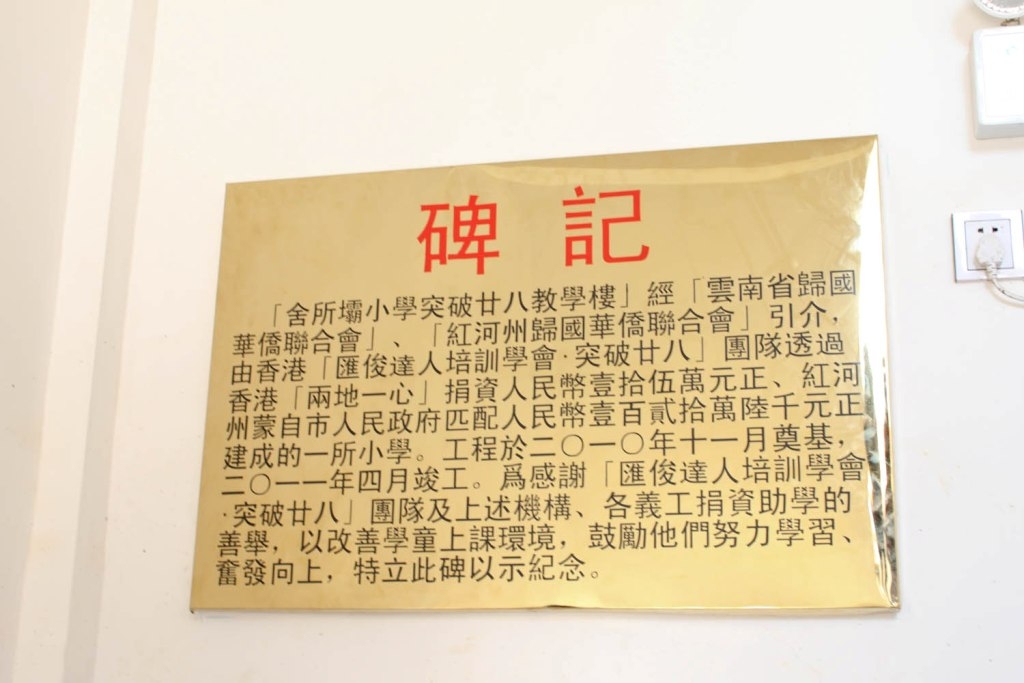 碑記
「舍所壩小學突破廿八教學樓」經「雲南省歸國
華僑聯合會」、「紅河州歸國華僑聯合會」引介，
由香港「匯俊達人培訓學會·突破廿八」團隊透過
香港「兩地一心」捐資人民幣壹拾伍萬元正、紅河
州蒙自市人民政府匹配人民幣壹百貳拾萬陸千元正
建成的一所小學。工程於二〇一〇年十一月奠基，
二〇一一年四月竣工。爲感謝「匯俊達人培訓學會
·突破廿八」團隊及上述機構、各義工捐資助學的
善舉，以改善學童上課環境，鼓勵他們努力學習、
奮發向上，特立此碑以示紀念。